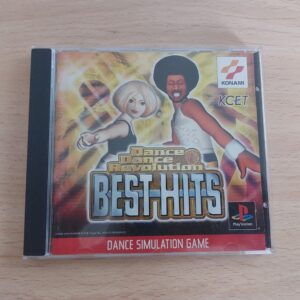 KONAMI
KCET
Dance
Dance
Revolution
BEST HITS
PlayStation
DANCE SIMULATION GAME